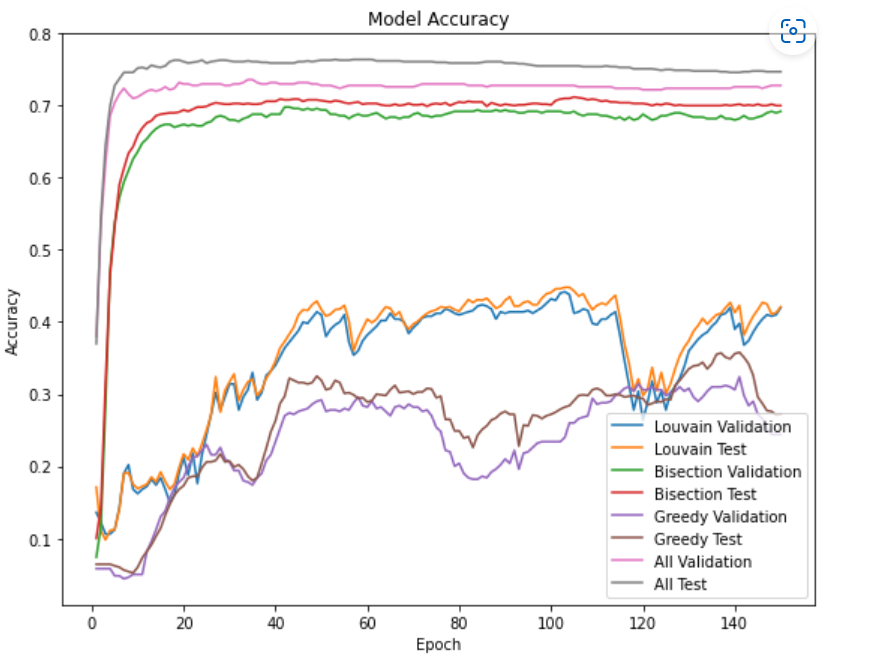 Model Accuracy
Accuracy
0.8
0.7
0.6
0.5
0.4
0.3
0.2
0.1
Louvain Validation
Louvain Test
Bisection Validation
Bisection Test
Greedy Validation
Greedy Test
All Validation
All Test
0 20 40 60 80 100 120 140
Epoch